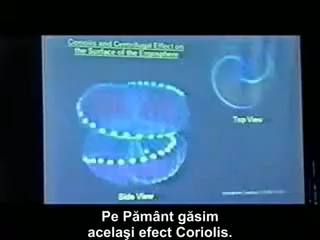 Coriolis and Centrifugal Effect on
the Surface of the Ergosphere
Top View
Side View
Pe Pământ găsim
acelaşi efect Coriolis.